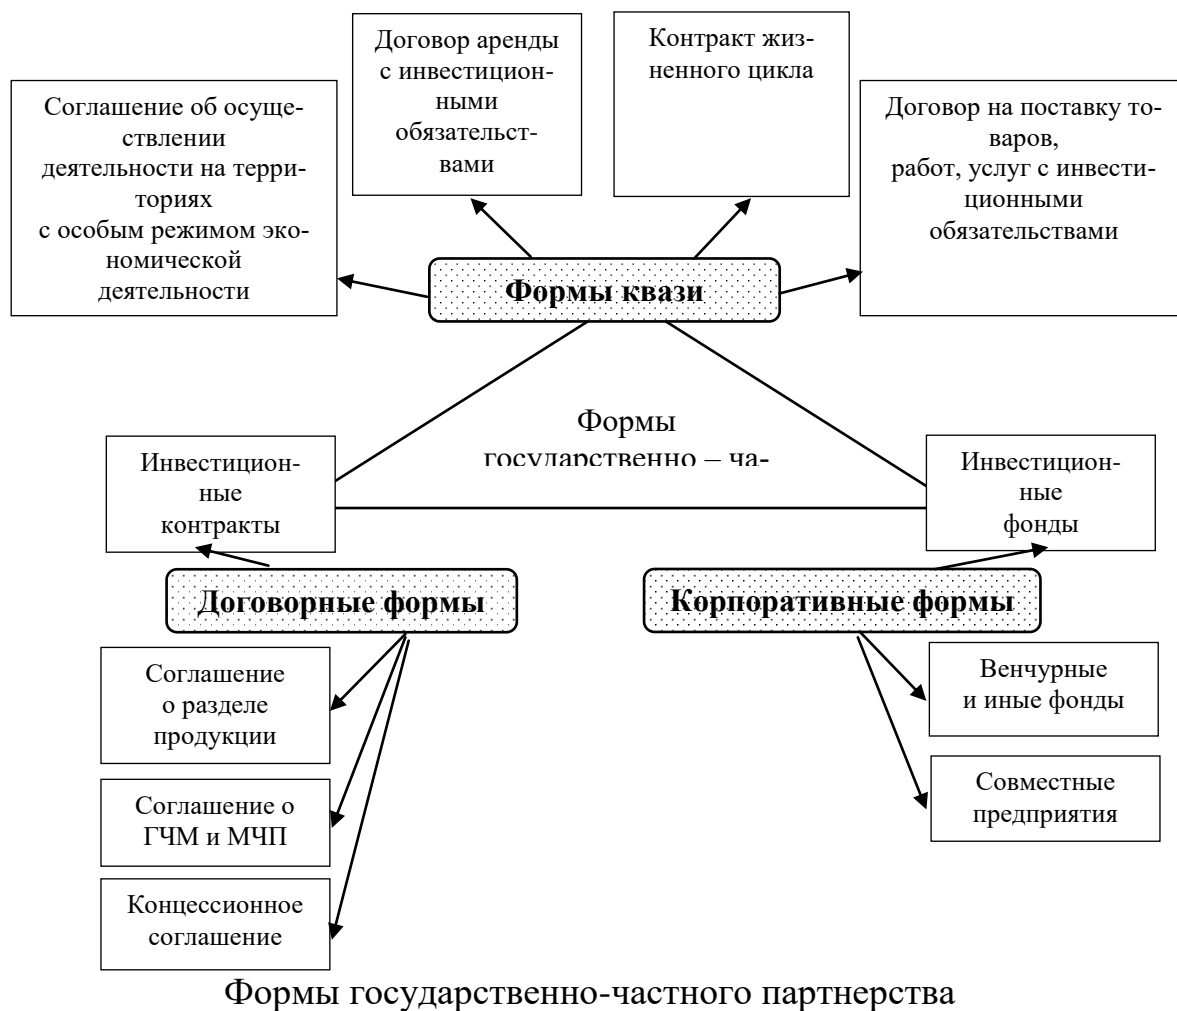 Договор аренды
с инвестицион-
ными
обязательст-
вами
Контракт жиз-
ненного цикла
Соглашение об осуще-
ствлении
деятельности на терри-
ториях
с особым режимом эко-
номической
деятельности
Договор на поставку то-
варов,
работ, услуг с инвести-
ционными
обязательствами
Формы квази
Формы
государственно – ча-
Инвестицион-
ные
контракты
Инвестицион-
ные
фонды
Договорные формы
Корпоративные формы
Соглашение
о разделе
продукции
Соглашение о
ГЧМ и МЧП
Концессионное
соглашение
Венчурные
и иные фонды
Совместные
предприятия
Формы государственно-частного партнерства